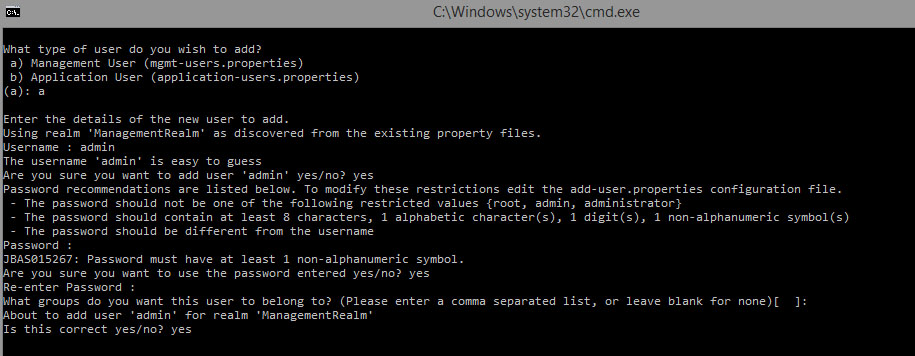 C:\Windows\system32\cmd.exe
What type of user do you wish to add?
a) Management User (mgmt-users.properties)
b) Application User (application-users.properties)
(a): a
Enter the details of the new user to add.
Using realm 'ManagementRealm' as discovered from the existing property files.
Username : admin
The username 'admin' is easy to guess
Are you sure you want to add user 'admin' yes/no? yes
Password recommendations are listed below. To modify these restrictions edit the add-user.properties configuration file.
- The password should not be one of the following restricted values {root, admin, administrator}
- The password should contain at least 8 characters, 1 alphabetic character(s), 1 digit(s), 1 non-alphanumeric symbol(s)
- The password should be different from the username
Password :
JBAS015267: Password must have at least 1 non-alphanumeric symbol.
Are you sure you want to use the password entered yes/no? yes
Re-enter Password :
What groups do you want this user to belong to? (Please enter a comma separated list, or leave blank for none)[  ]:
About to add user 'admin' for realm 'ManagementRealm'
Is this correct yes/no? yes